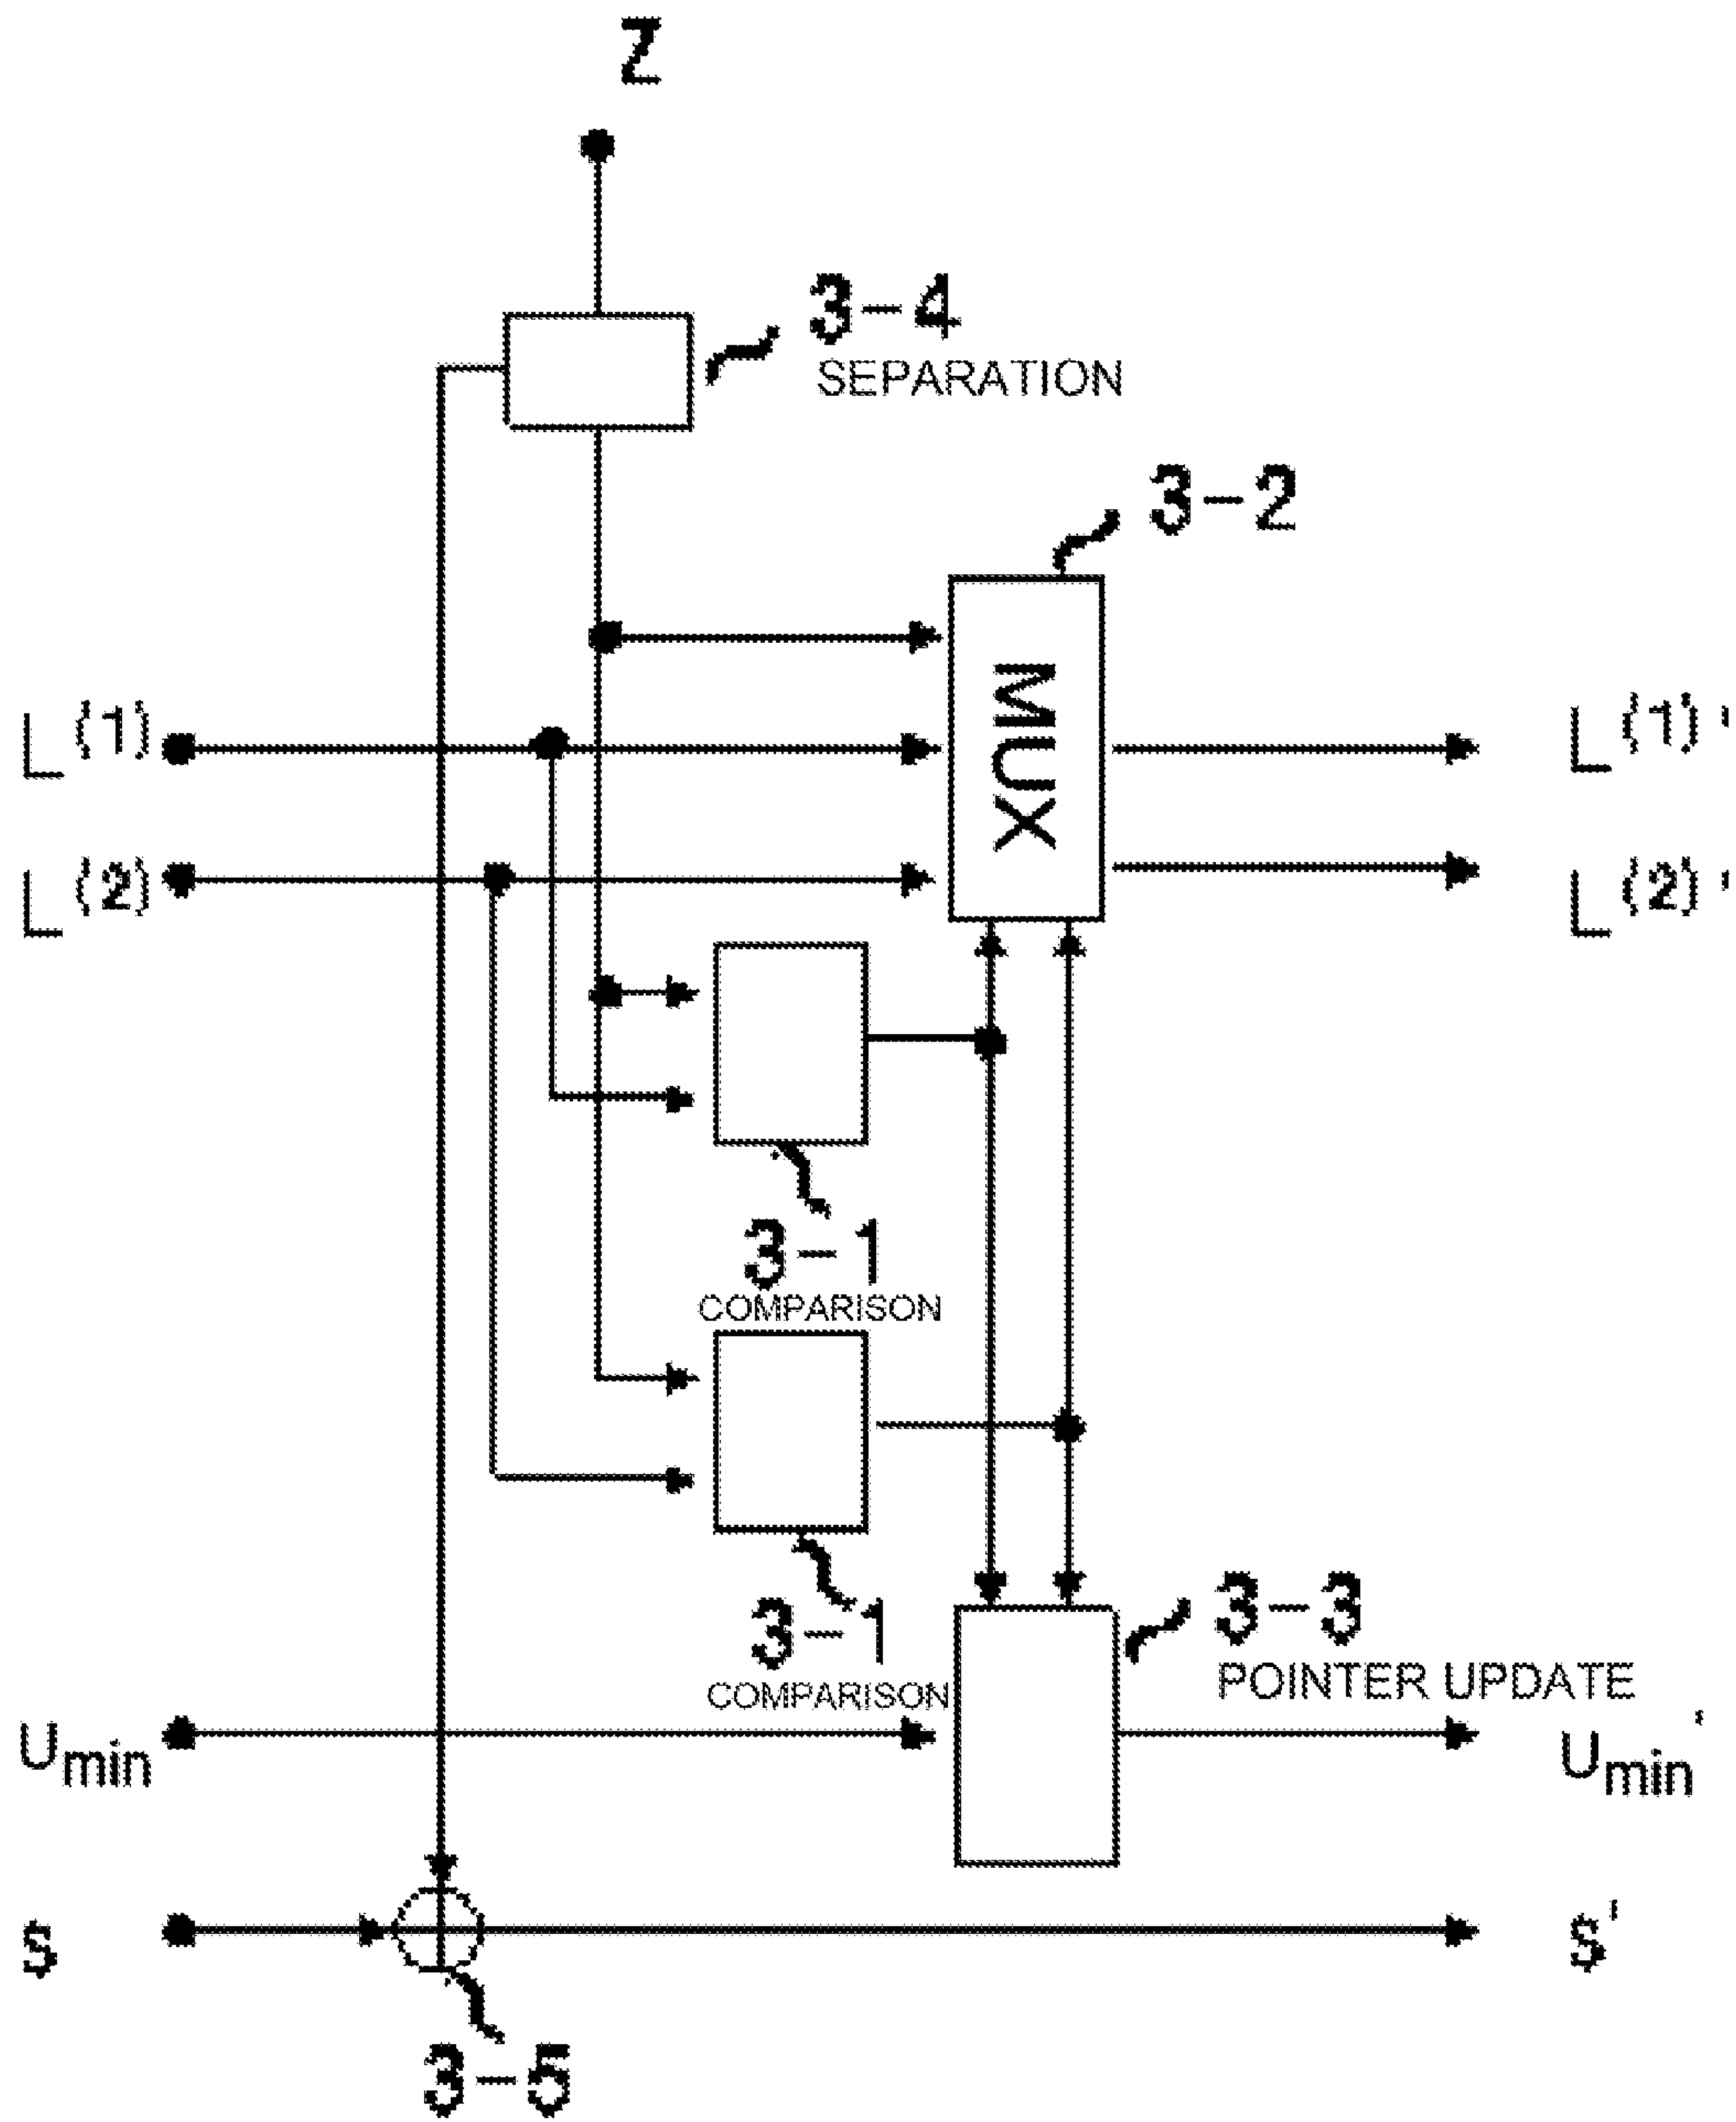 Z
3-4
SEPARATION
3-2
MUX
L(1)
L(1)'
L(2)
L(2)'
3-1
COMPARISON
3-1
COMPARISON
3-3
POINTER UPDATE
Umin
Umin'
S
S'
3-5